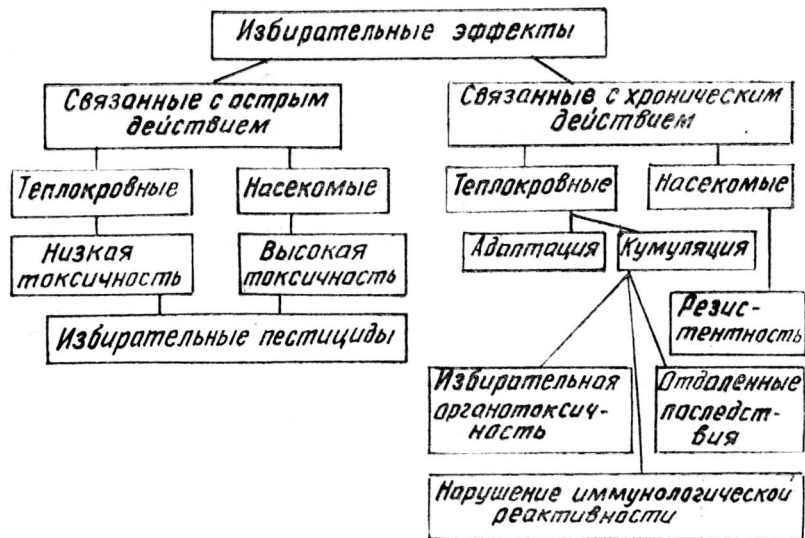 Избирательные эффекты
Связанные с острым
действием
Связанные с хроническим
действием
Теплокровные
Насекомые
Теплокровные
Насекомые
Низкая
токсичность
Высокая
токсичность
Адаптация
Кумуляция
Избирательные пестициды
Резис-
тентность
Избирательная
органотоксич-
ность
Отдаленные
последст-
вия
Нарушение иммунологической
реактивности